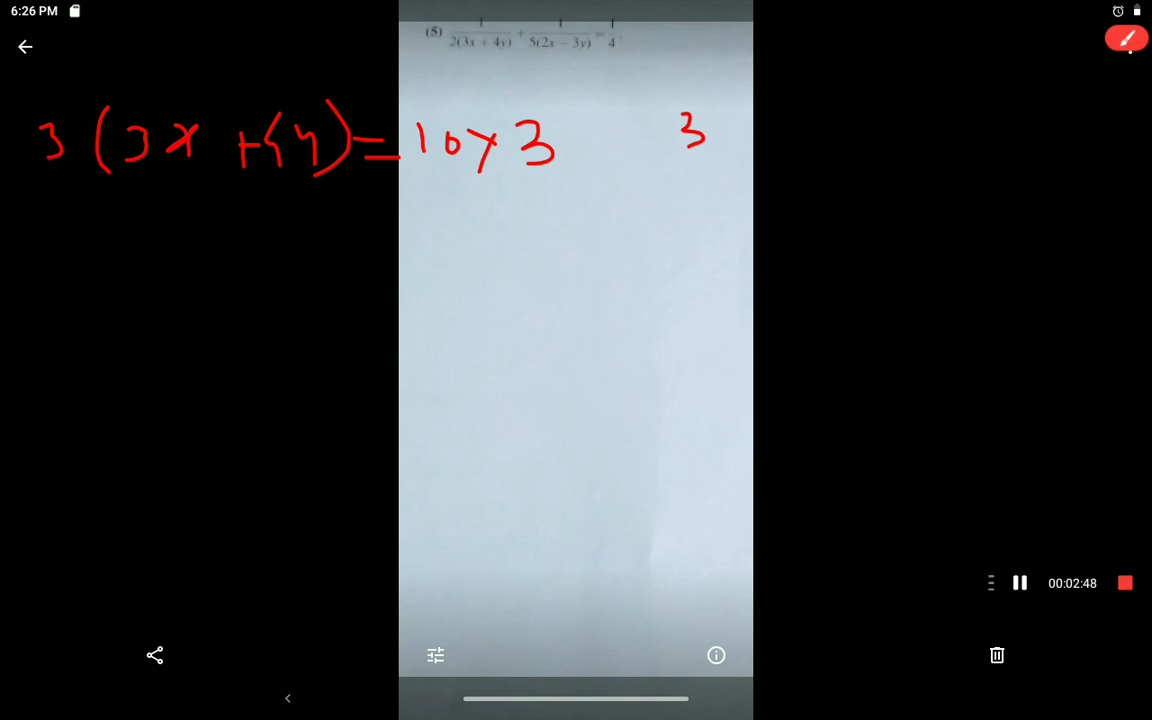 6:26 PM
(5) 1/2(3x + 4y) + 1/5(2x − 3y) = 1/4;
3 (3x + 4y) = 10 × 3 3
00:02:48